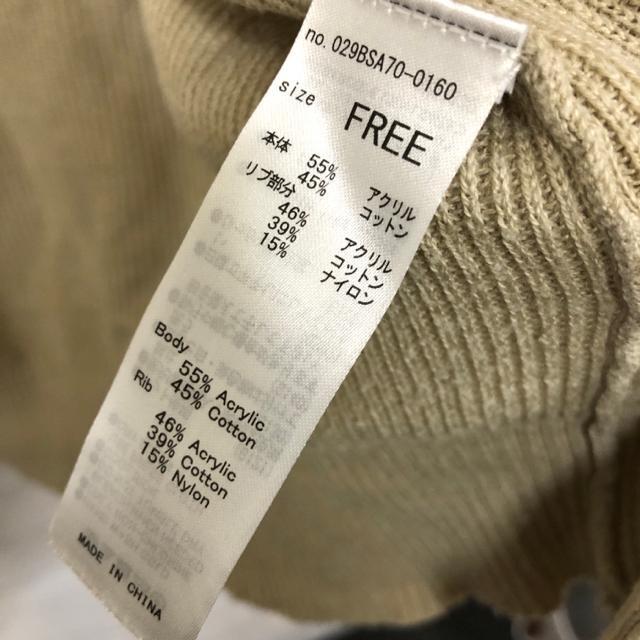 no. 029BSA70-0160
size FREE
本体 55% アクリル
45% コットン
リブ部分
46% アクリル
39% コットン
15% ナイロン
Body
55% Acrylic
45% Cotton
Rib
46% Acrylic
39% Cotton
15% Nylon
MADE IN CHINA